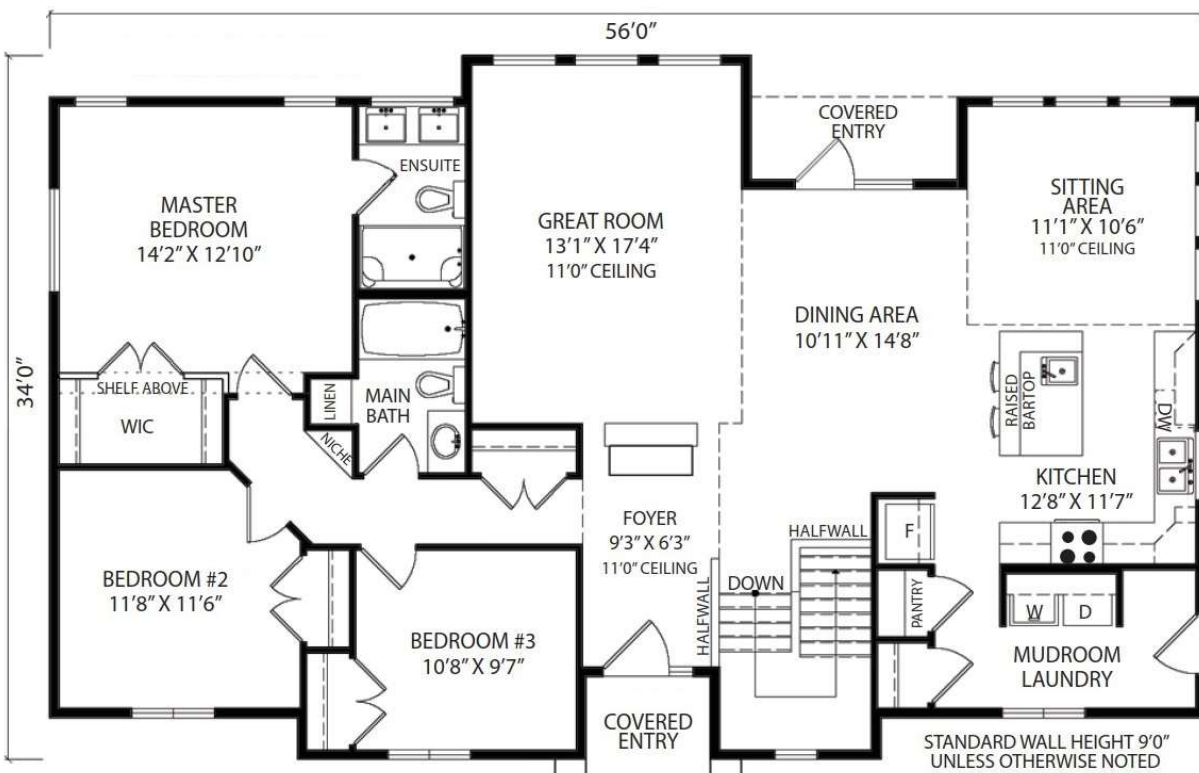 56'0"
34'0"
COVERED
ENTRY
ENSUITE
MASTER
BEDROOM
14'2" X 12'10"
GREAT ROOM
13'1" X 17'4"
11'0" CEILING
SITTING
AREA
11'1" X 10'6"
11'0" CEILING
DINING AREA
10'11" X 14'8"
SHELF ABOVE
WIC
LINEN
MAIN
BATH
NICHE
RAISED
BARTOP
DW
KITCHEN
12'8" X 11'7"
FOYER
9'3" X 6'3"
11'0" CEILING
HALFWALL
F
BEDROOM #2
11'8" X 11'6"
DOWN
HALFWALL
PANTRY
W
D
BEDROOM #3
10'8" X 9'7"
MUDROOM
LAUNDRY
COVERED
ENTRY
STANDARD WALL HEIGHT 9'0"
UNLESS OTHERWISE NOTED